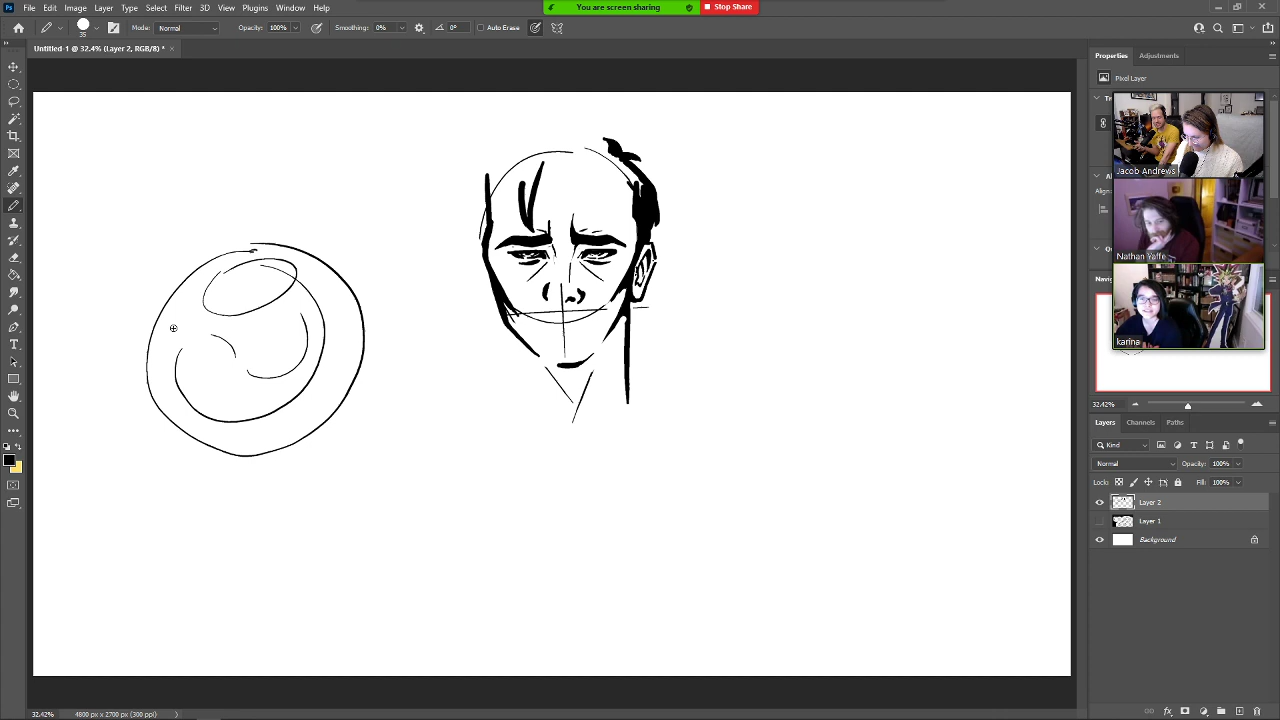 You are screen sharing
Stop Share
Ps File Edit Image Layer Type Select Filter 3D View Plugins Window Help
35 Mode: Normal Opacity: 100% Smoothing: 0% 0° Auto Erase
Untitled-1 @ 32.4% (Layer 2, RGB/8) * ×
Properties Adjustments
Pixel Layer
Jacob Andrews
Nathan Yaffe
karina
32.42%
Layers Channels Paths
Kind
Normal Opacity: 100%
Lock: Fill: 100%
Layer 2
Layer 1
Background
32.42% 4800 px x 2700 px (300 ppi)